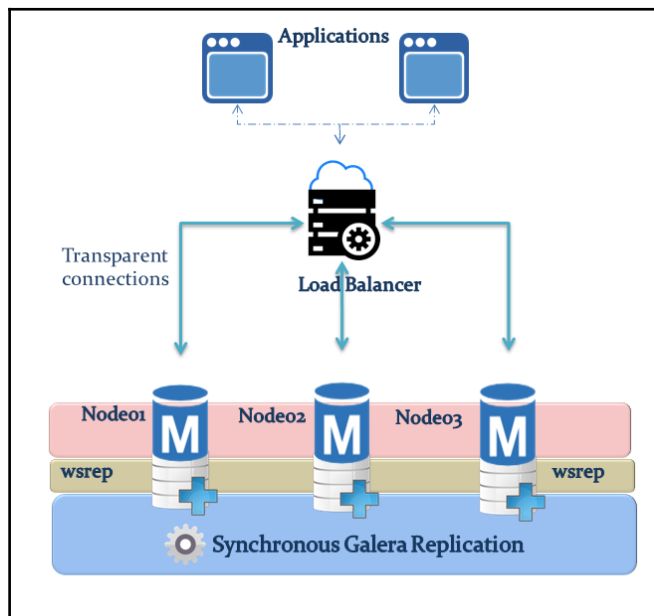 Applications
Transparent
connections
Load Balancer
Node01
Node02
Node03
M
M
M
wsrep
wsrep
Synchronous Galera Replication